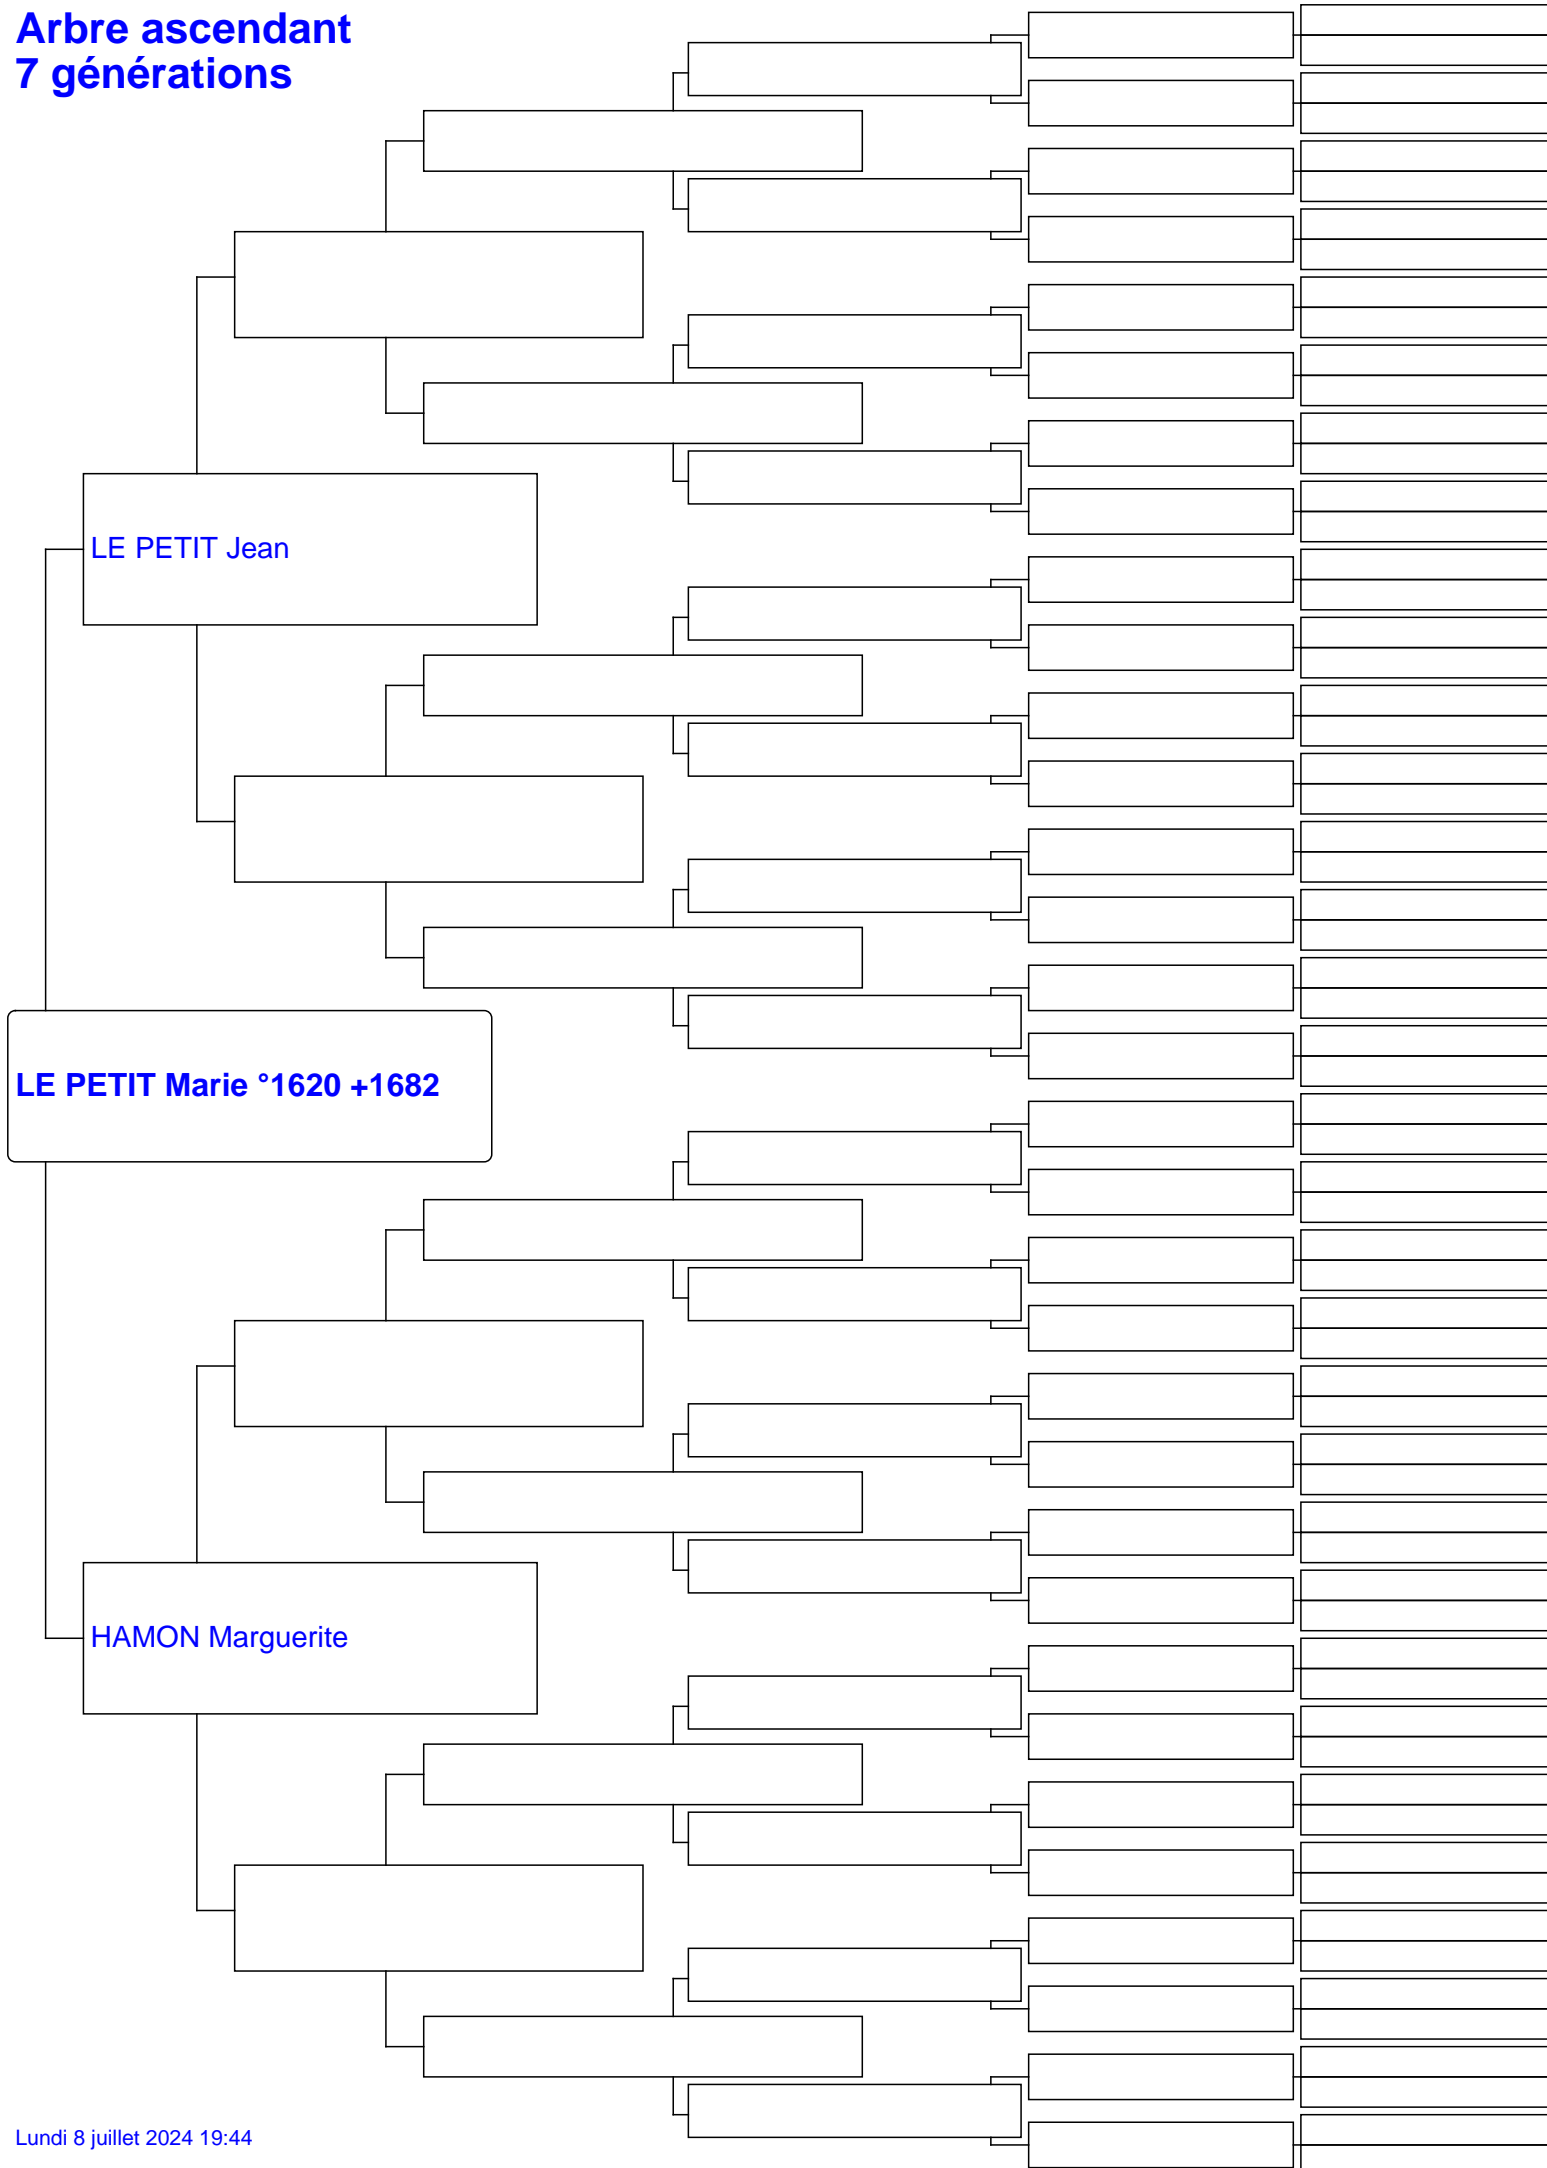 Arbre ascendant
7 générations
LE PETIT Jean
LE PETIT Marie °1620 +1682
HAMON Marguerite
Lundi 8 juillet 2024 19:44